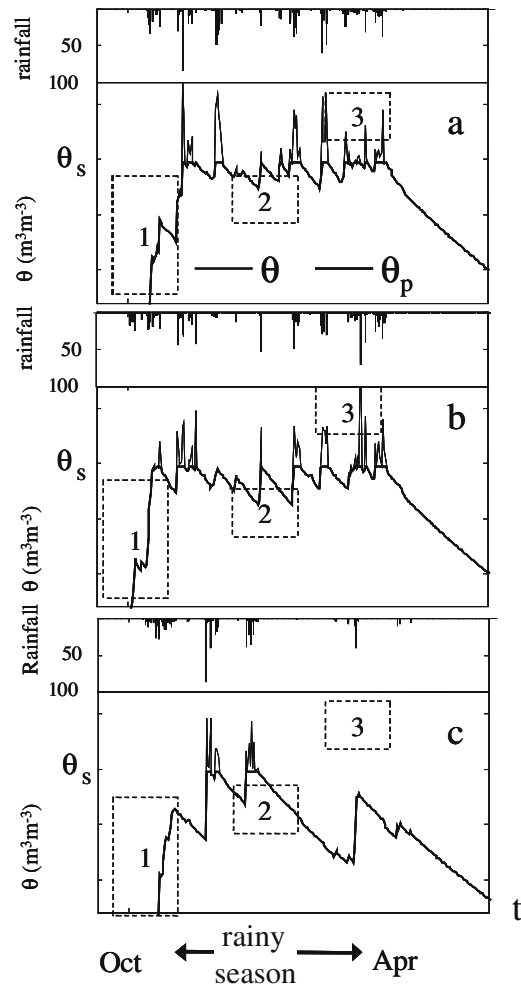 rainfall
50
100
a
3
θs
2
1
θ (m³m⁻³)
θ θp
rainfall
50
100
b
3
θs
2
1
θ (m³m⁻³)
Rainfall
50
100
c
3
θs
2
1
θ (m³m⁻³)
t
rainy
Oct Apr
season